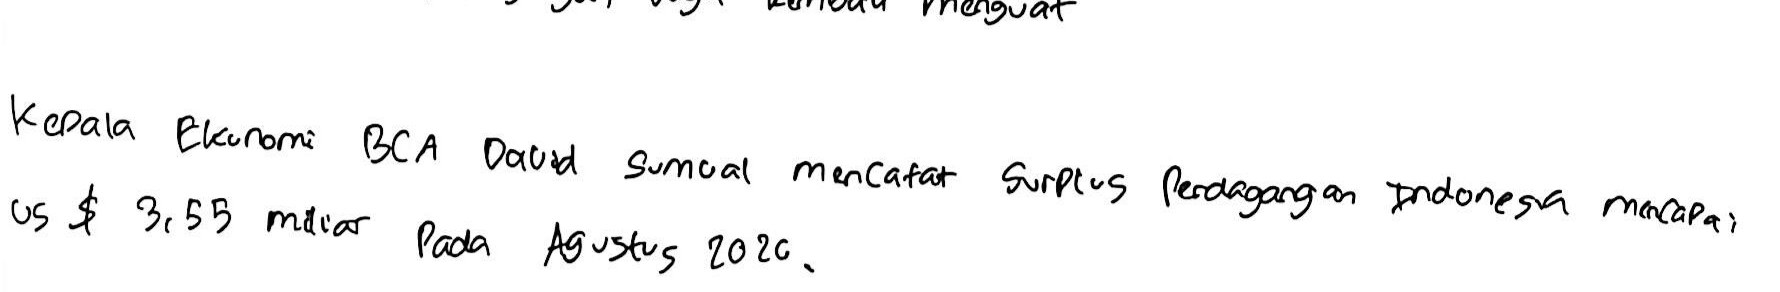 menguat
Kepala Ekonomi BCA David Sumual mencatat Surplus Perdagangan Indonesia mencapai
US $ 3,55 miliar Pada Agustus 2020.